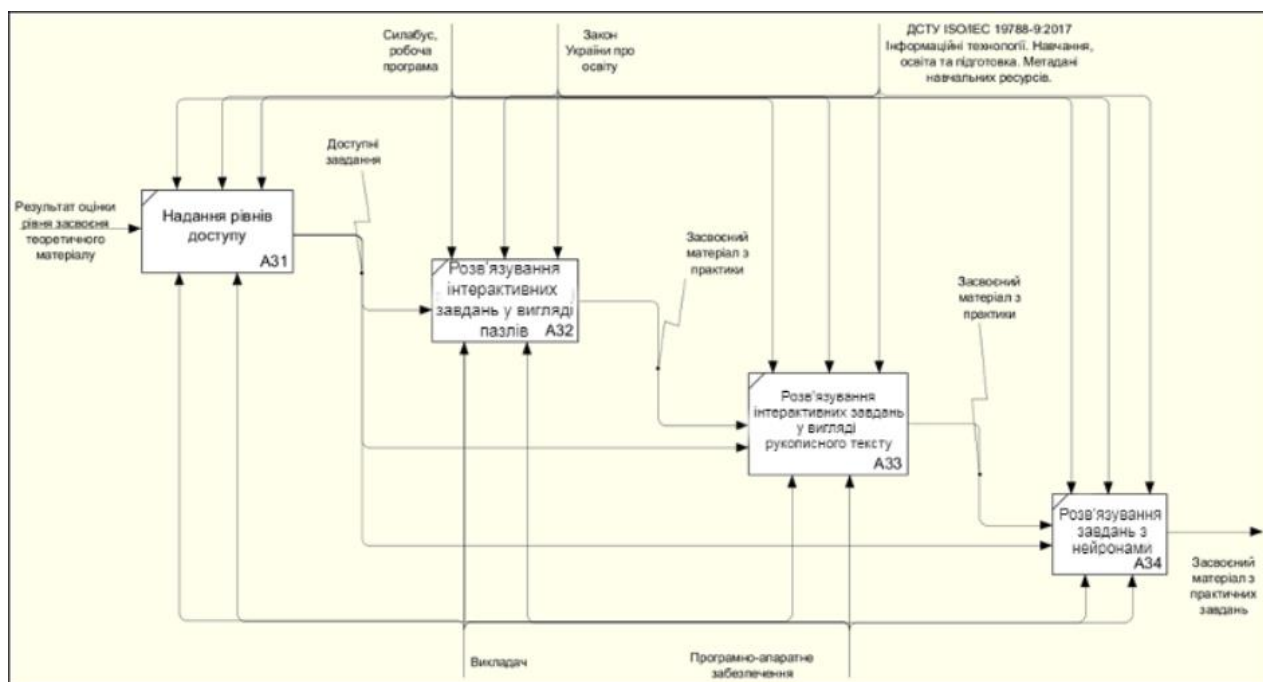 Силабус,
робоча
програма
Закон
України про
освіту
ДСТУ ISO/IEC 19788-9:2017
Інформаційні технології. Навчання,
освіта та підготовка. Метадані
навчальних ресурсів.
Доступні
завдання
Результат оцінки
рівня засвоєня
теоретичного
матеріалу
Надання рівнів
доступу
A31
Розв'язування
інтерактивних
завдань у вигляді
пазлів
A32
Засвоєний
матеріал з
практики
Засвоєний
матеріал з
практики
Розв'язування
інтерактивних завдань
у вигляді
рукописного тексту
A33
Розв'язування
завдань з
нейронами
A34
Засвоєний
матеріал з
практичних
завдань
Викладач
Програмно-апаратне
забезпечення